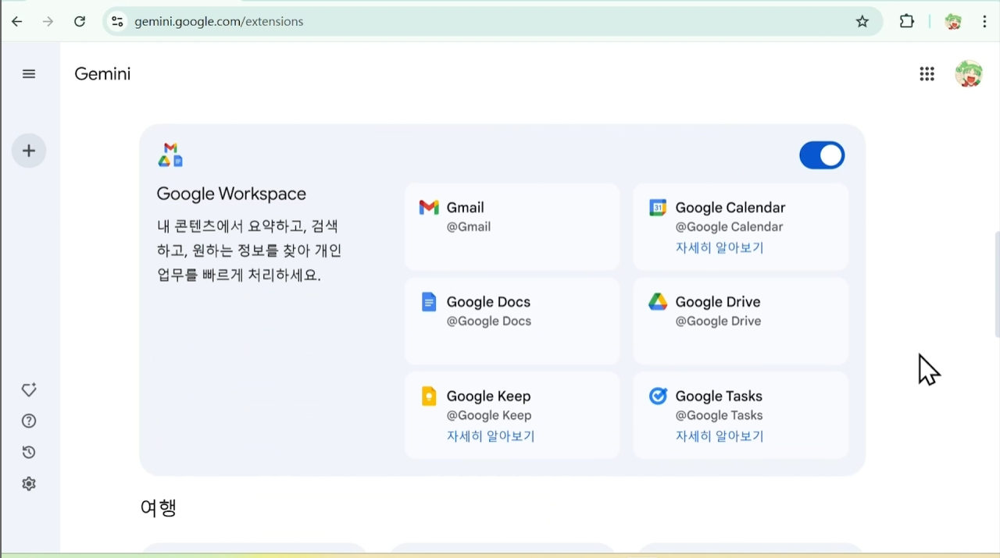 gemini.google.com/extensions
Gemini
Google Workspace
내 콘텐츠에서 요약하고, 검색
하고, 원하는 정보를 찾아 개인
업무를 빠르게 처리하세요.
Gmail
@Gmail
31
Google Calendar
@Google Calendar
자세히 알아보기
Google Docs
@Google Docs
Google Drive
@Google Drive
Google Keep
@Google Keep
자세히 알아보기
Google Tasks
@Google Tasks
자세히 알아보기
여행